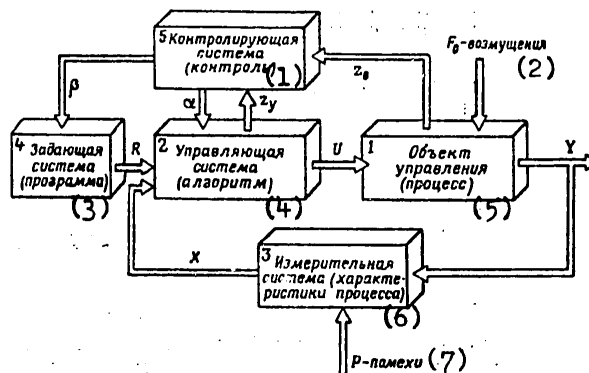 5 Контролирующая
система
(контроль)
(1)
β
α
zу
z₀
F₀-возмущения
(2)
4 Задающая
система
(программа)
(3)
R
2 Управляющая
система
(алгоритм)
(4)
U
1 Объект
управления
(процесс)
(5)
Y
X
3 Измерительная
система (характе-
ристики процесса)
(6)
P-помехи (7)